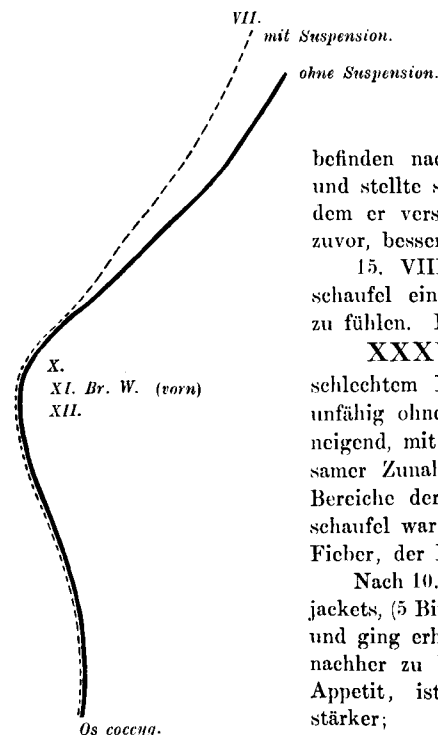 VII.
mit Suspension.
ohne Suspension.
befinden nac
und stellte s
dem er vers
zuvor, besser
15. VIII
schaufel ein
zu fühlen.
XXXV
schlechtem
unfähig ohne
neigend, mit
samer Zunah
Bereiche der
schaufel war
Fieber, der
Nach 10.
jackets, (5 Bi
und ging erh
nachher zu
Appetit, ist
stärker;
X.
XI. Br. W. (vorn)
XII.
Os coccyg.